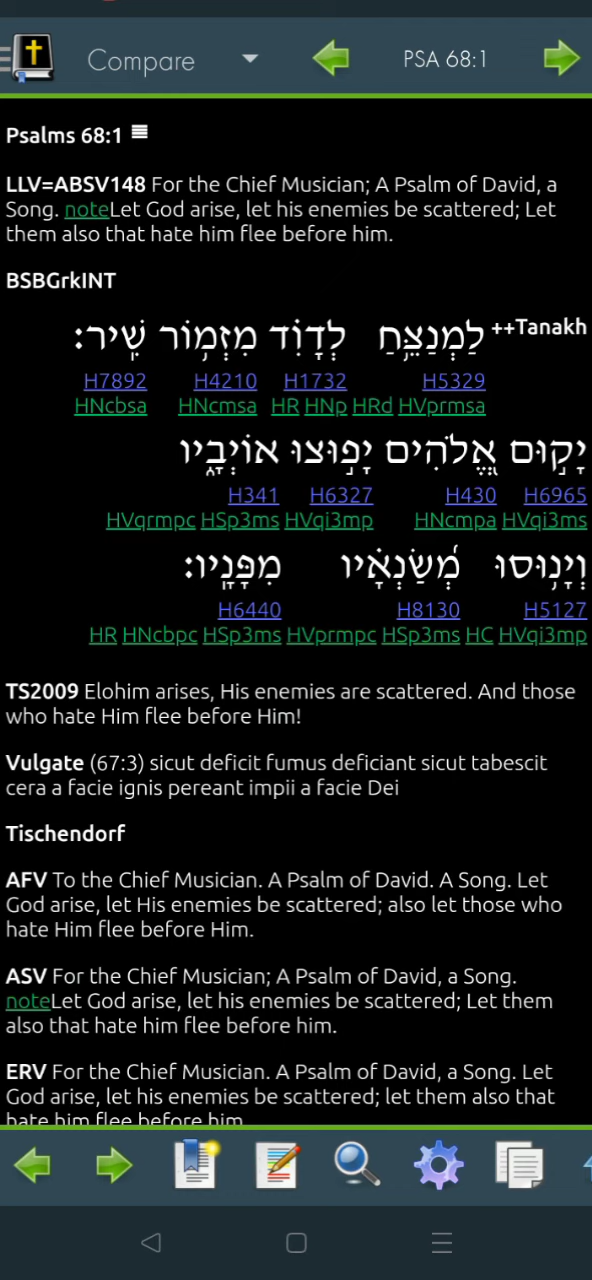 Compare
PSA 68:1
Psalms 68:1
LLV=ABSV148 For the Chief Musician; A Psalm of David, a
Song. noteLet God arise, let his enemies be scattered; Let
them also that hate him flee before him.
BSBGrkINT
++Tanakh לַמְנַצֵּ֥חַ לְדָוִ֗ד מִזְמ֥וֹר שִֽׁיר׃
H7892 H4210 H1732 H5329
HNcbsa HNcmsa HR HNp HRd HVprmsa
יָק֣וּם אֱ֭לֹהִים יָפ֣וּצוּ אוֹיְבָ֑יו
H341 H6327 H430 H6965
HVqrmpc HSp3ms HVqi3mp HNcmpa HVqi3ms
וְיָנ֥וּסוּ מְ֝שַׂנְאָ֗יו מִפָּנָֽיו׃
H6440 H8130 H5127
HR HNcbpc HSp3ms HVprmpc HSp3ms HC HVqi3mp
TS2009 Elohim arises, His enemies are scattered. And those
who hate Him flee before Him!
Vulgate (67:3) sicut deficit fumus deficiant sicut tabescit
cera a facie ignis pereant impii a facie Dei
Tischendorf
AFV To the Chief Musician. A Psalm of David. A Song. Let
God arise, let His enemies be scattered; also let those who
hate Him flee before Him.
ASV For the Chief Musician; A Psalm of David, a Song.
noteLet God arise, let his enemies be scattered; Let them
also that hate him flee before him.
ERV For the Chief Musician. A Psalm of David, a Song. Let
God arise, let his enemies be scattered; let them also that
hate him flee before him.